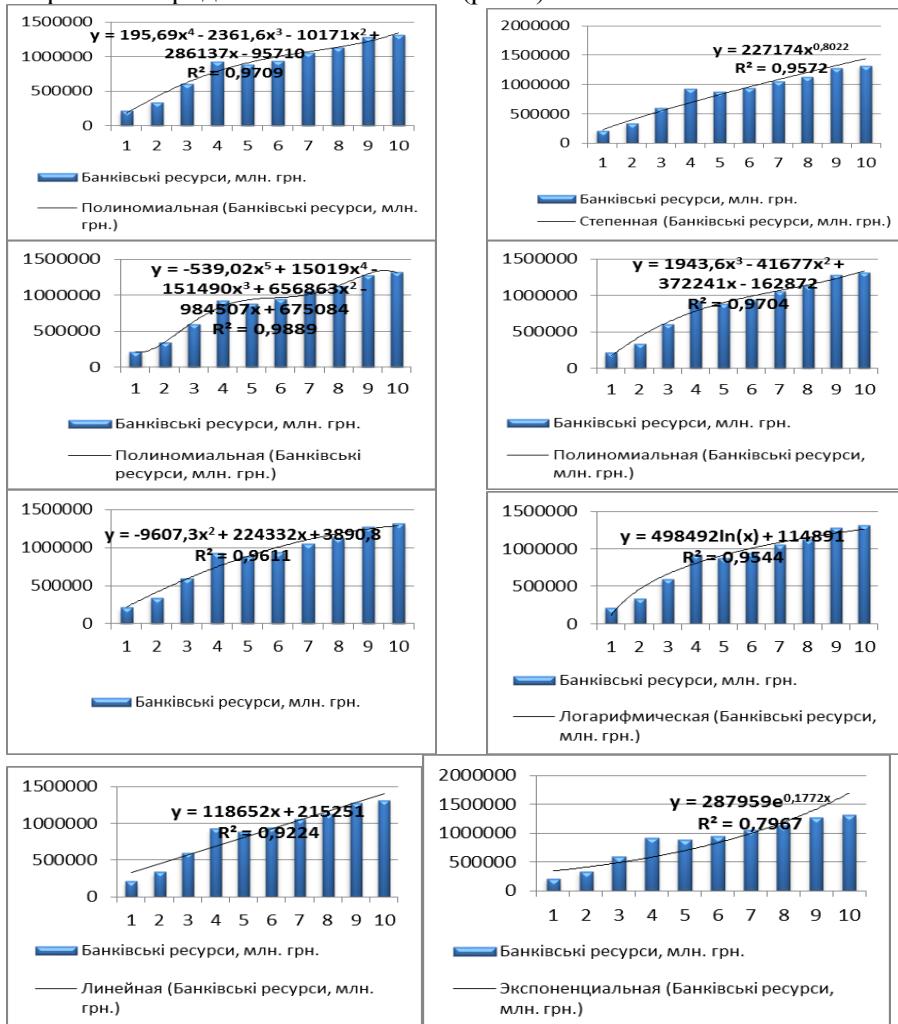 1500000
1000000
500000
0
y = 195,69x⁴ - 2361,6x³ - 10171x² +
286137x - 95710
R² = 0,9709
1 2 3 4 5 6 7 8 9 10
Банківські ресурси, млн. грн.
Полиномиальная (Банківські ресурси, млн.
грн.)
2000000
1500000
1000000
500000
0
y = 227174x^0,8022
R² = 0,9572
1 2 3 4 5 6 7 8 9 10
Банківські ресурси, млн. грн.
Степенная (Банківські ресурси, млн. грн.)
1500000
1000000
500000
0
y = -539,02x⁵ + 15019x⁴ -
151490x³ + 656863x² -
984507x + 675084
R² = 0,9889
1 2 3 4 5 6 7 8 9 10
Банківські ресурси, млн. грн.
Полиномиальная (Банківські
ресурси, млн. грн.)
1500000
1000000
500000
0
y = 1943,6x³ - 41677x² +
372241x - 162872
R² = 0,9704
1 2 3 4 5 6 7 8 9 10
Банківські ресурси, млн. грн.
Полиномиальная (Банківські ресурси,
млн. грн.)
1500000
1000000
500000
0
y = -9607,3x² + 224332x + 3890,8
R² = 0,9611
1 2 3 4 5 6 7 8 9 10
Банківські ресурси, млн. грн.
1500000
1000000
500000
0
y = 498492ln(x) + 114891
R² = 0,9544
1 2 3 4 5 6 7 8 9 10
Банківські ресурси, млн. грн.
Логарифмическая (Банківські ресурси,
млн. грн.)
1500000
1000000
500000
0
y = 118652x + 215251
R² = 0,9224
1 2 3 4 5 6 7 8 9 10
Банківські ресурси, млн. грн.
Линейная (Банківські ресурси, млн.
грн.)
2000000
1500000
1000000
500000
0
y = 287959e^0,1772x
R² = 0,7967
1 2 3 4 5 6 7 8 9 10
Банківські ресурси, млн. грн.
Экспоненциальная (Банківські ресурси,
млн. грн.)